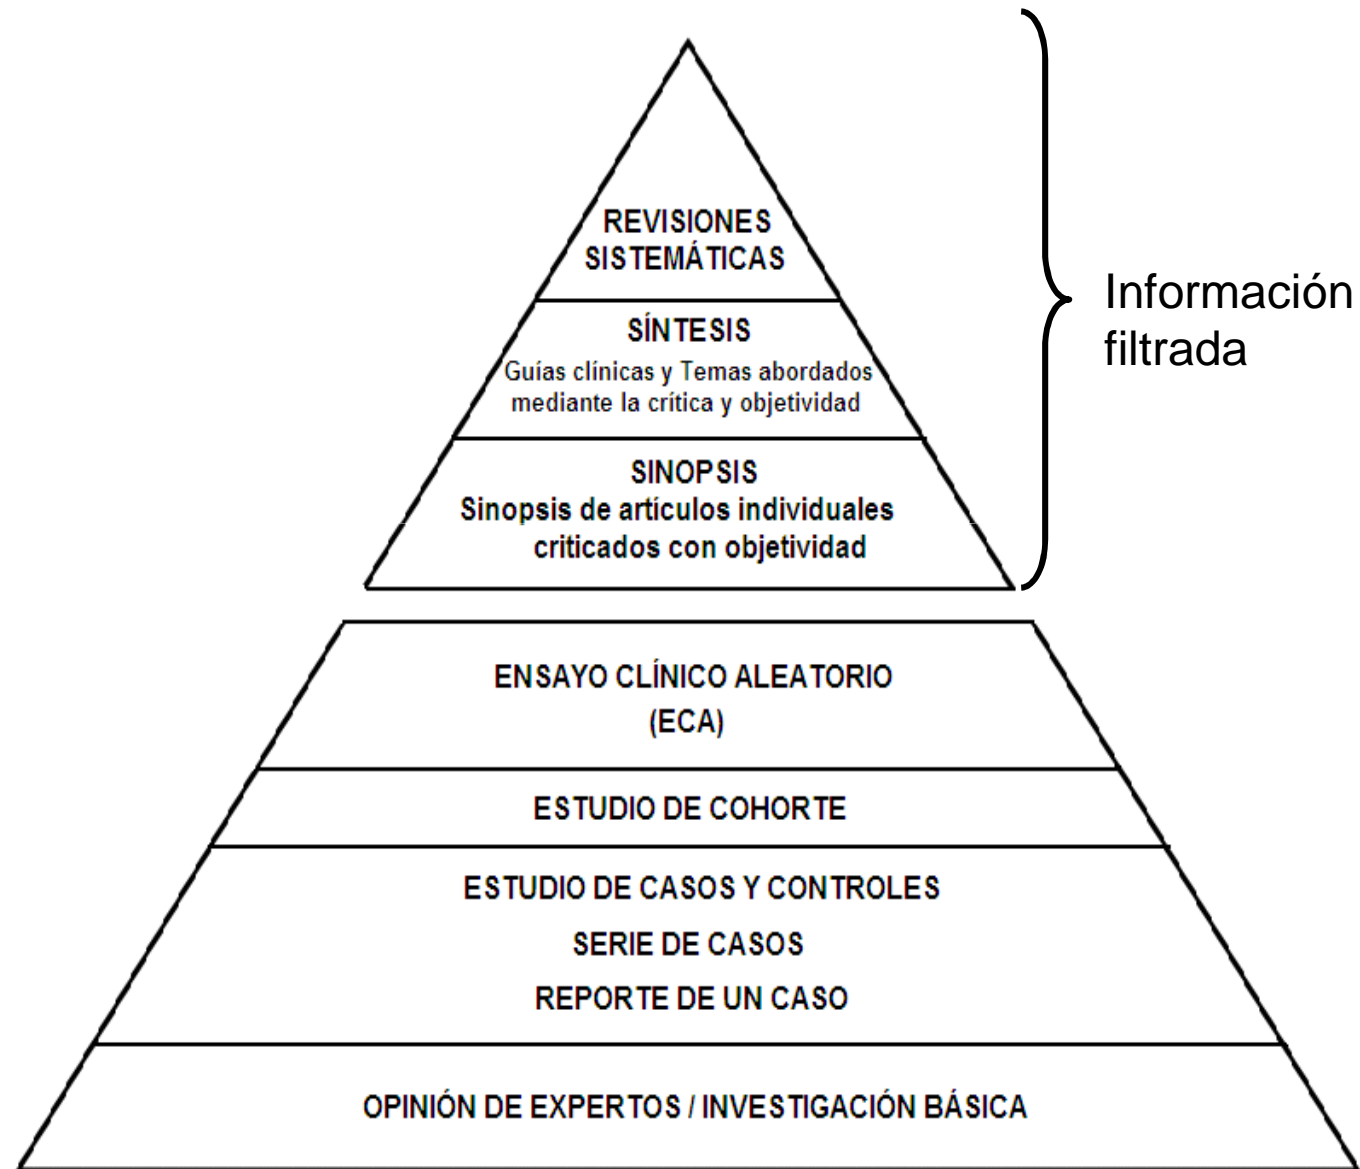 REVISIONES
SISTEMÁTICAS
SÍNTESIS
Guías clínicas y Temas abordados
mediante la crítica y objetividad
SINOPSIS
Sinopsis de artículos individuales
criticados con objetividad
Información
filtrada
ENSAYO CLÍNICO ALEATORIO
(ECA)
ESTUDIO DE COHORTE
ESTUDIO DE CASOS Y CONTROLES
SERIE DE CASOS
REPORTE DE UN CASO
OPINIÓN DE EXPERTOS / INVESTIGACIÓN BÁSICA